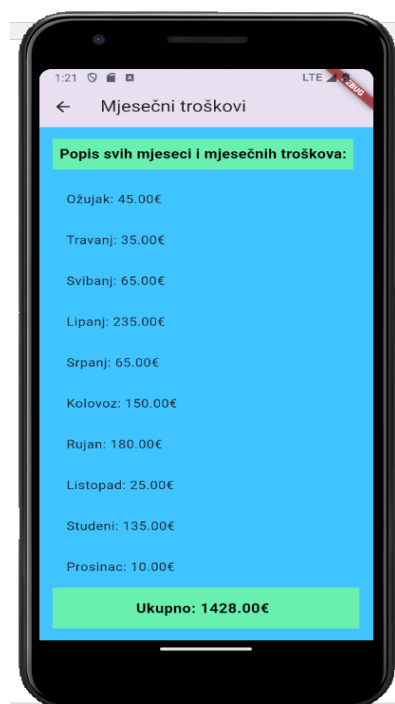 1:21
LTE
DEBUG
Mjesečni troškovi
Popis svih mjeseci i mjesečnih troškova:
Ožujak: 45.00€
Travanj: 35.00€
Svibanj: 65.00€
Lipanj: 235.00€
Srpanj: 65.00€
Kolovoz: 150.00€
Rujan: 180.00€
Listopad: 25.00€
Studeni: 135.00€
Prosinac: 10.00€
Ukupno: 1428.00€